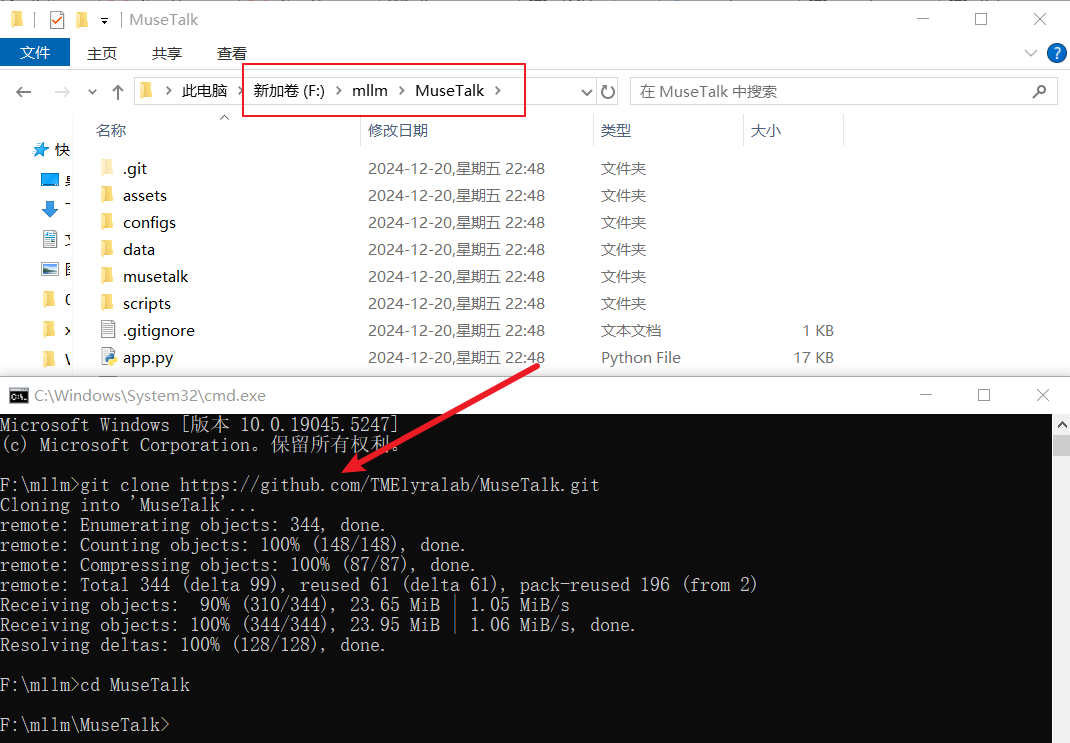 MuseTalk
文件 主页 共享 查看
此电脑 新加卷 (F:) mllm MuseTalk 在 MuseTalk 中搜索
名称 修改日期 类型 大小
快
.git 2024-12-20,星期五 22:48 文件夹
assets 2024-12-20,星期五 22:48 文件夹
configs 2024-12-20,星期五 22:48 文件夹
data 2024-12-20,星期五 22:48 文件夹
musetalk 2024-12-20,星期五 22:48 文件夹
scripts 2024-12-20,星期五 22:48 文件夹
.gitignore 2024-12-20,星期五 22:48 文本文档 1 KB
app.py 2024-12-20,星期五 22:48 Python File 17 KB
C:\Windows\System32\cmd.exe
Microsoft Windows [版本 10.0.19045.5247]
(c) Microsoft Corporation。保留所有权利。
F:\mllm>git clone https://github.com/TMElyralab/MuseTalk.git
Cloning into 'MuseTalk'...
remote: Enumerating objects: 344, done.
remote: Counting objects: 100% (148/148), done.
remote: Compressing objects: 100% (87/87), done.
remote: Total 344 (delta 99), reused 61 (delta 61), pack-reused 196 (from 2)
Receiving objects:  90% (310/344), 23.65 MiB | 1.05 MiB/s
Receiving objects: 100% (344/344), 23.95 MiB | 1.06 MiB/s, done.
Resolving deltas: 100% (128/128), done.
F:\mllm>cd MuseTalk
F:\mllm\MuseTalk>